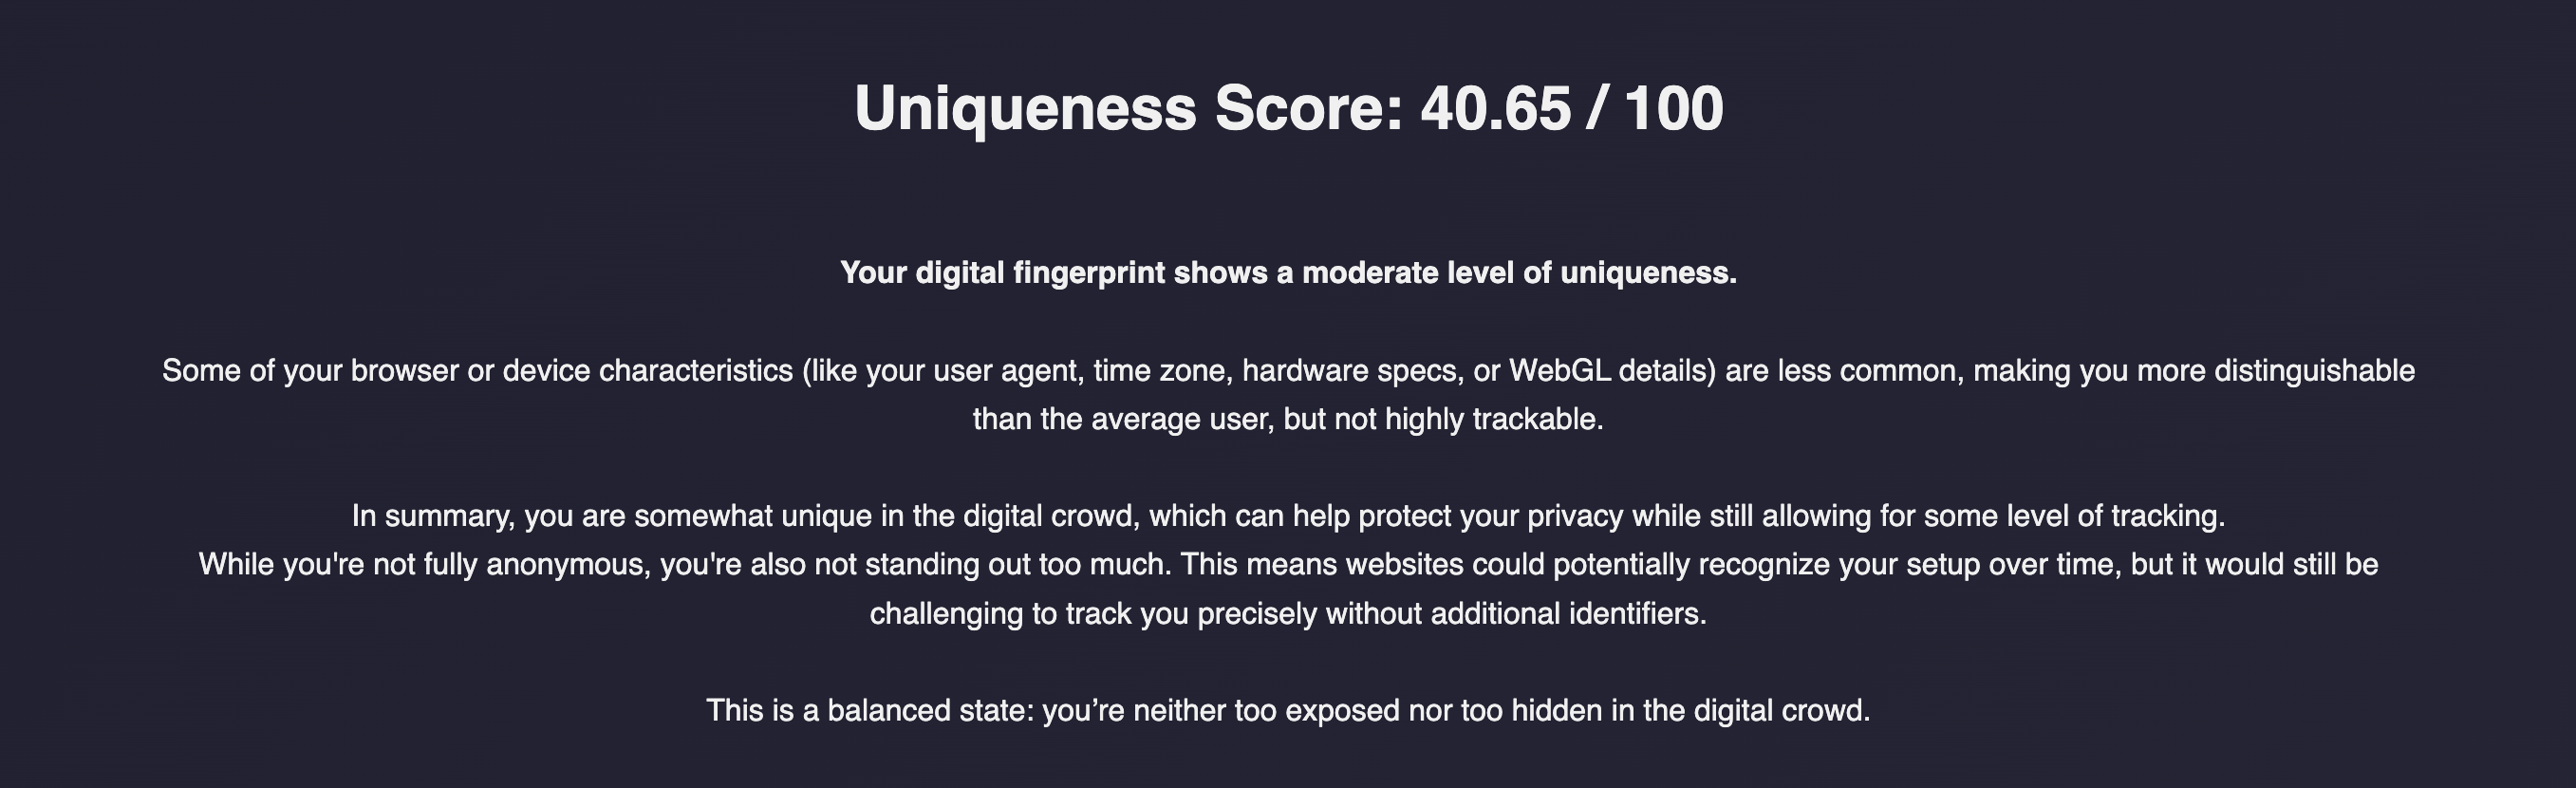 Uniqueness Score: 40.65 / 100
Your digital fingerprint shows a moderate level of uniqueness.
Some of your browser or device characteristics (like your user agent, time zone, hardware specs, or WebGL details) are less common, making you more distinguishable
than the average user, but not highly trackable.
In summary, you are somewhat unique in the digital crowd, which can help protect your privacy while still allowing for some level of tracking.
While you're not fully anonymous, you're also not standing out too much. This means websites could potentially recognize your setup over time, but it would still be
challenging to track you precisely without additional identifiers.
This is a balanced state: you’re neither too exposed nor too hidden in the digital crowd.